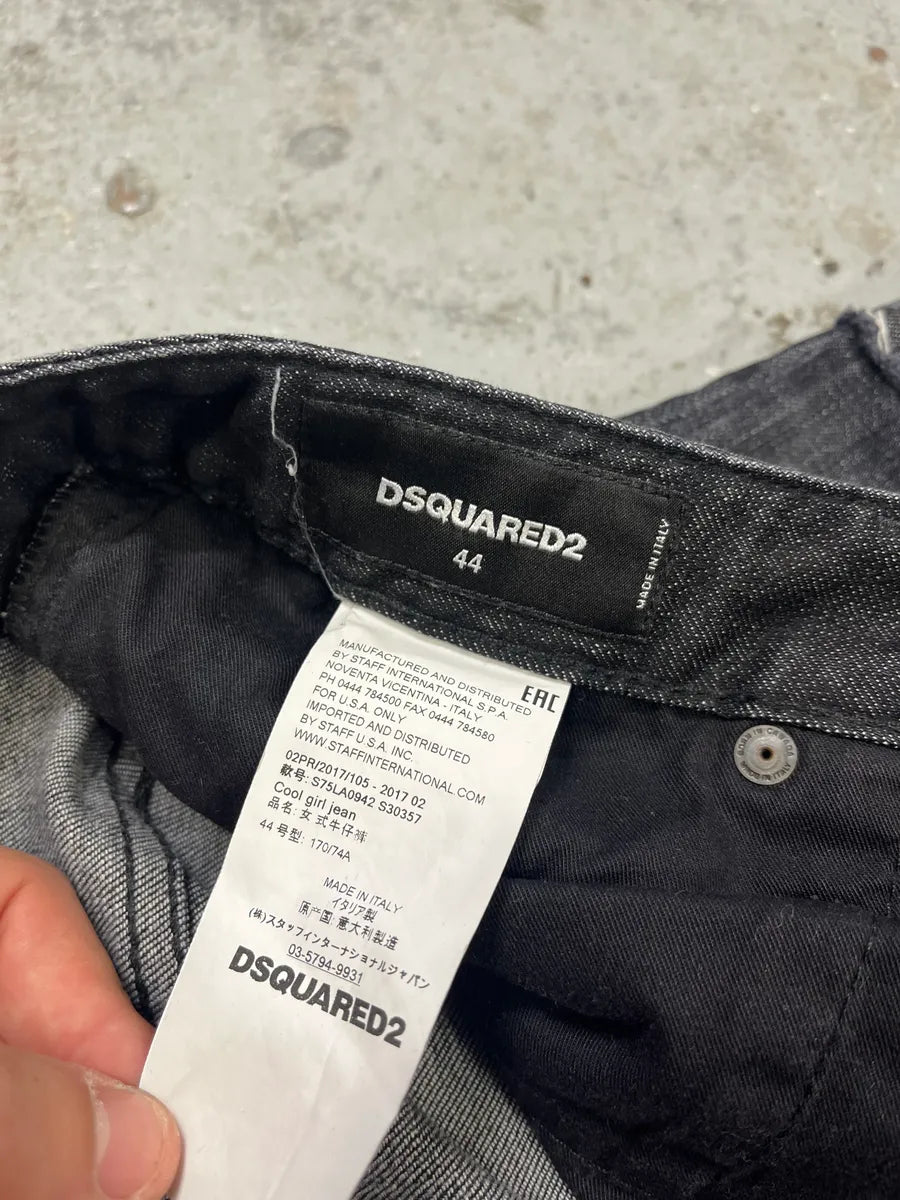 DSQUARED2
44
MADE IN ITALY
MANUFACTURED AND DISTRIBUTED
BY STAFF INTERNATIONAL S.P.A.
NOVENTA VICENTINA - ITALY
PH 0444 784500 FAX 0444 784580
FOR U.S.A. ONLY
IMPORTED AND DISTRIBUTED
BY STAFF U.S.A. INC.
WWW.STAFFINTERNATIONAL.COM
EAC
02PR/2017/105 - 2017 02
款号: S75LA0942 S30357
Cool girl jean
品名: 女式牛仔裤
44 号型: 170/74A
MADE IN ITALY
イタリア製
原产国: 意大利製造
(株)スタッフインターナショナルジャパン
03-5794-9931
DSQUARED2
MADE IN ITALY